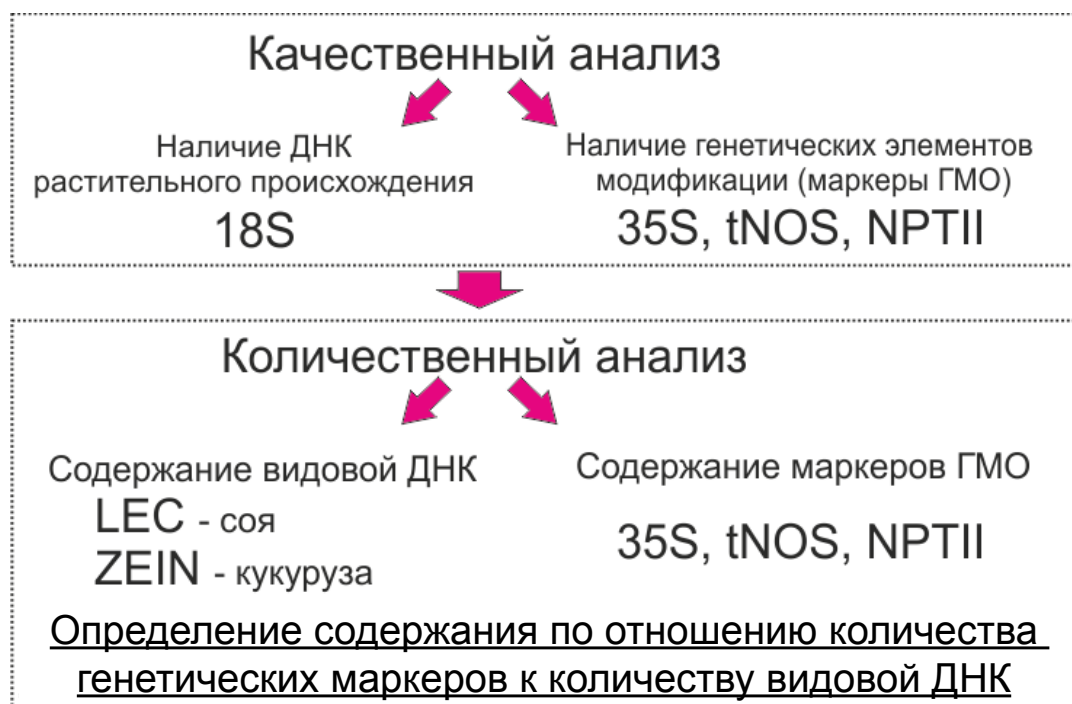 Качественный анализ
Наличие ДНК
растительного происхождения
18S
Наличие генетических элементов
модификации (маркеры ГМО)
35S, tNOS, NPTII
Количественный анализ
Содержание видовой ДНК
LEC - соя
ZEIN - кукуруза
Содержание маркеров ГМО
35S, tNOS, NPTII
Определение содержания по отношению количества
генетических маркеров к количеству видовой ДНК